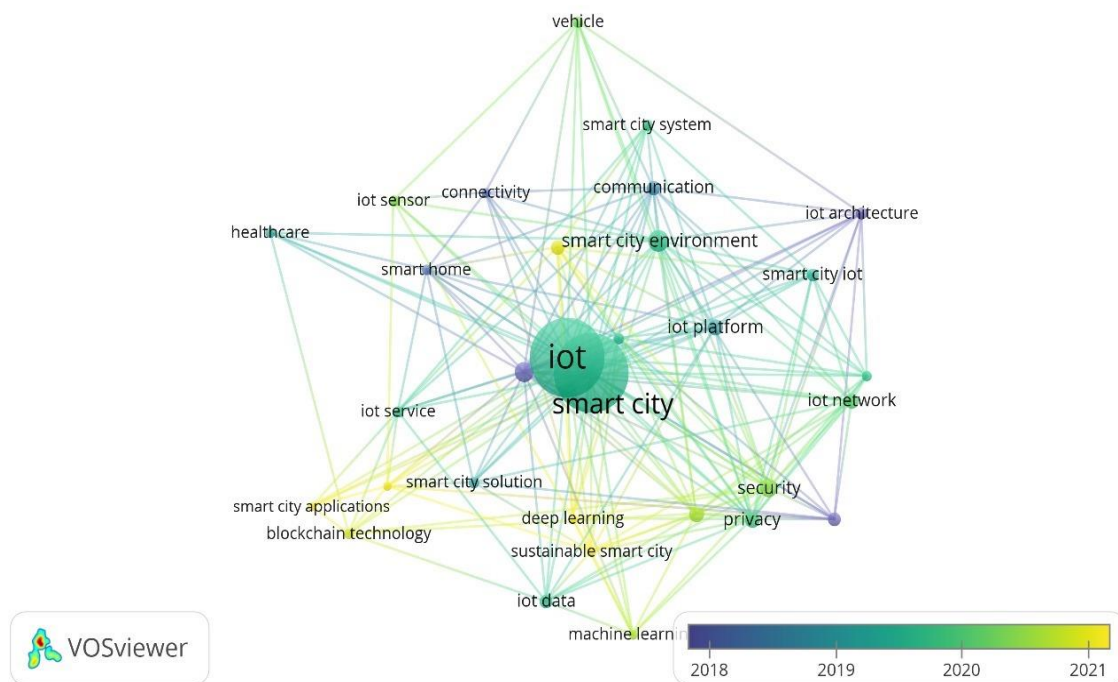 vehicle
smart city system
communication
connectivity
iot sensor
iot architecture
healthcare
smart city environment
smart home
smart city iot
iot platform
iot
smart city
iot network
iot service
smart city solution
security
smart city applications
deep learning
privacy
blockchain technology
sustainable smart city
iot data
machine learnin
VOSviewer
2018 2019 2020 2021